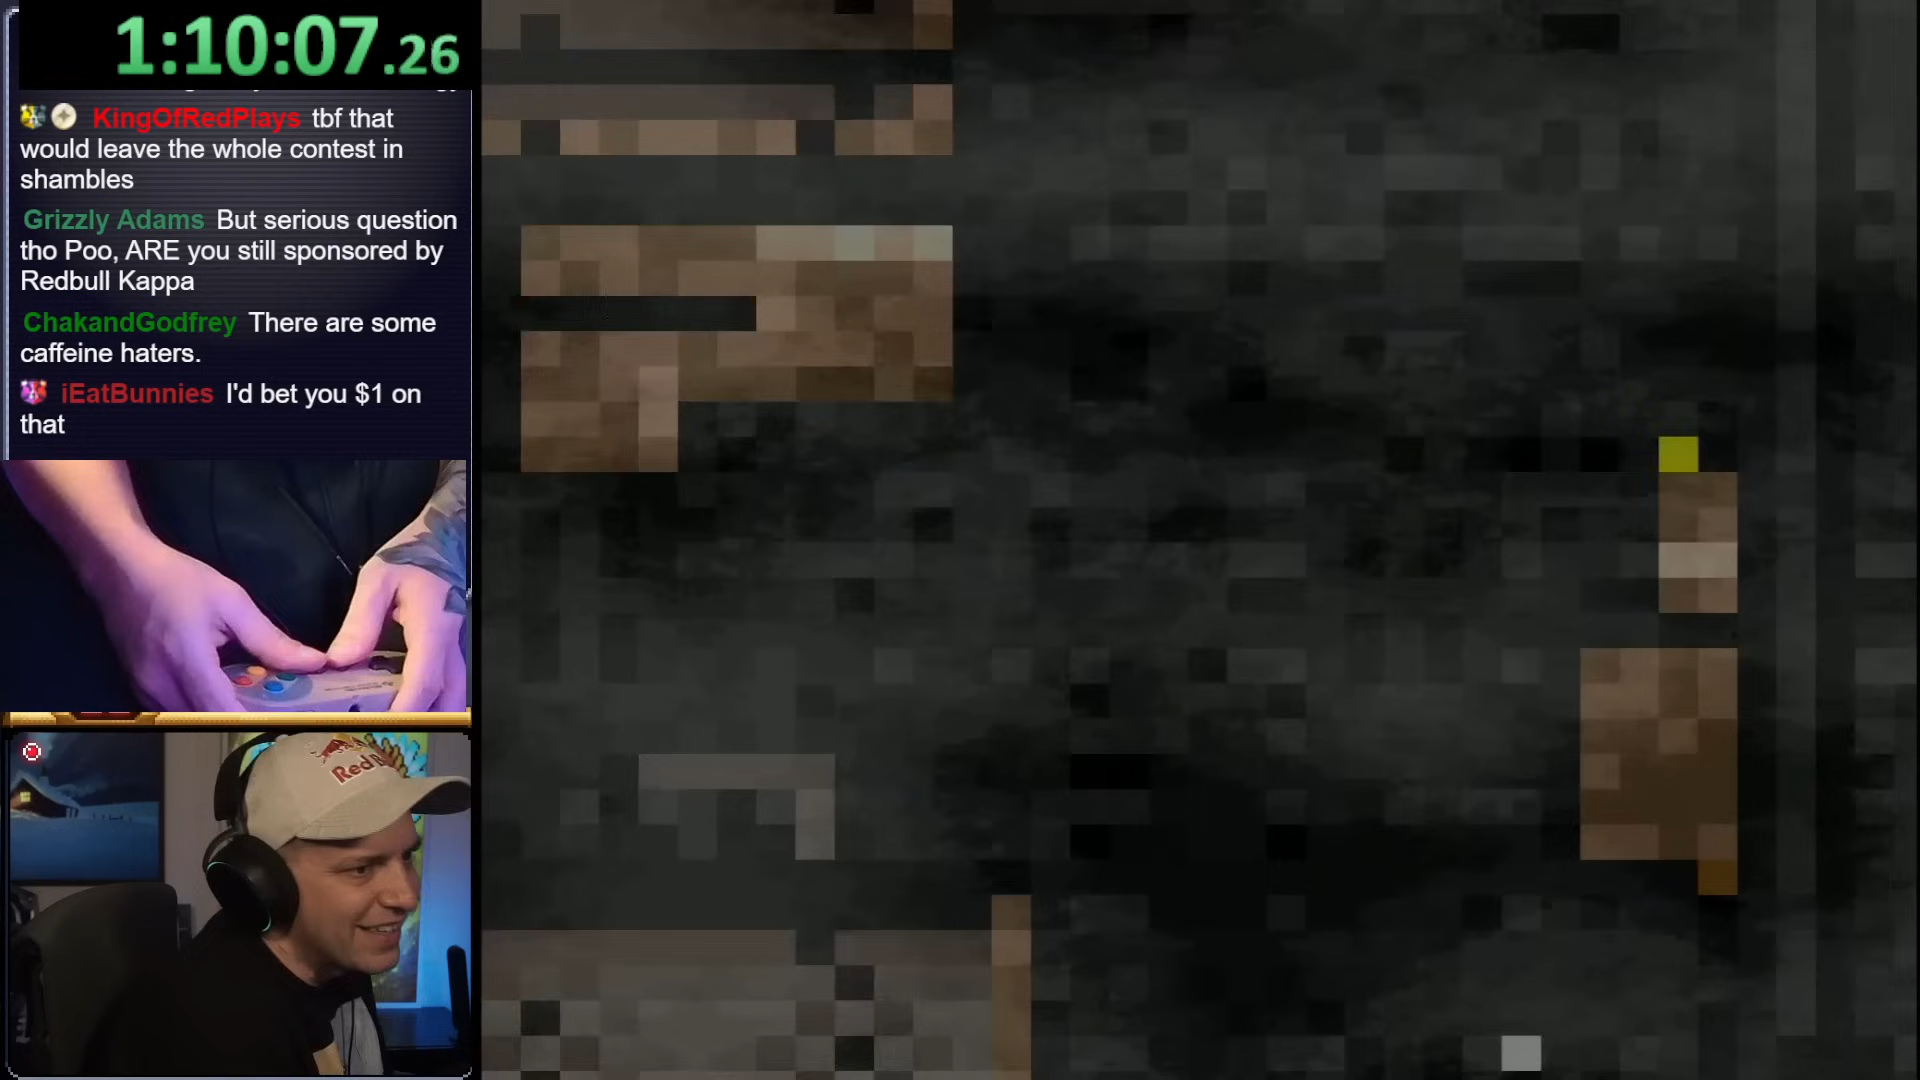 1:10:07.26
KingOfRedPlays tbf that
would leave the whole contest in
shambles
Grizzly Adams But serious question
tho Poo, ARE you still sponsored by
Redbull Kappa
ChakandGodfrey There are some
caffeine haters.
iEatBunnies I'd bet you $1 on
that
Red B